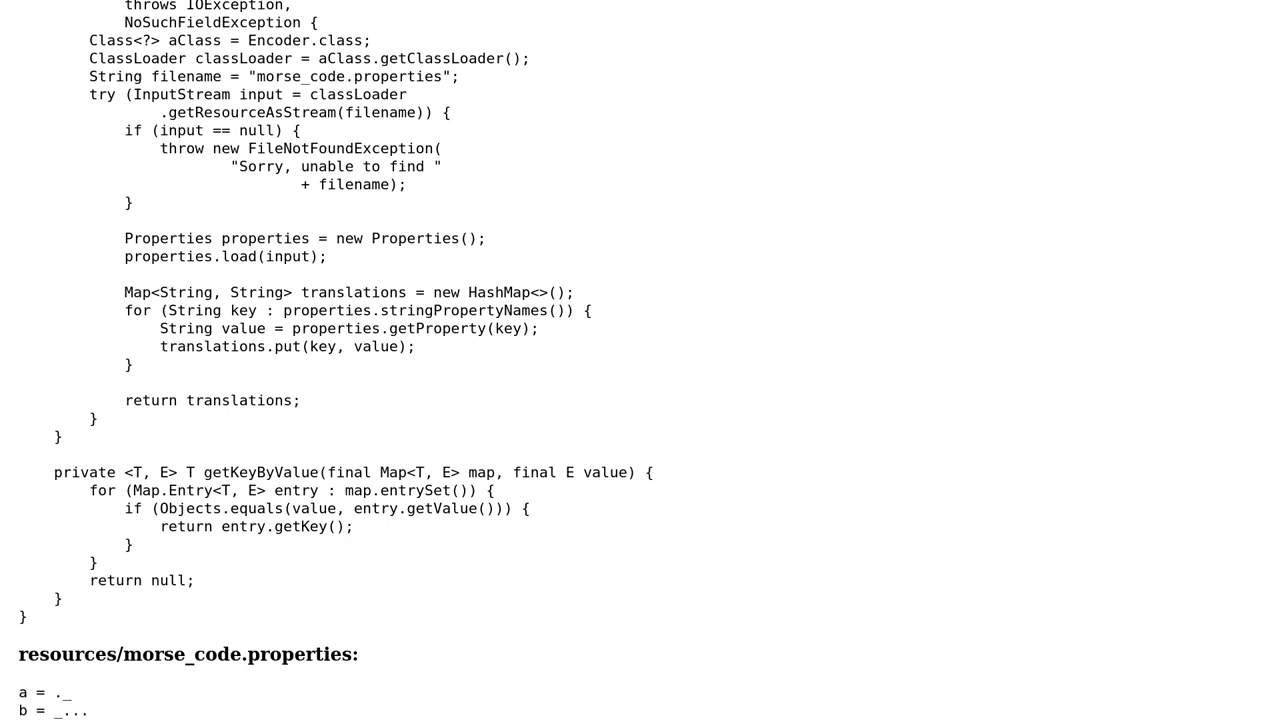 throws IOException,
            NoSuchFieldException {
        Class<?> aClass = Encoder.class;
        ClassLoader classLoader = aClass.getClassLoader();
        String filename = "morse_code.properties";
        try (InputStream input = classLoader
                .getResourceAsStream(filename)) {
            if (input == null) {
                throw new FileNotFoundException(
                        "Sorry, unable to find "
                                + filename);
            }

            Properties properties = new Properties();
            properties.load(input);

            Map<String, String> translations = new HashMap<>();
            for (String key : properties.stringPropertyNames()) {
                String value = properties.getProperty(key);
                translations.put(key, value);
            }

            return translations;
        }
    }

    private <T, E> T getKeyByValue(final Map<T, E> map, final E value) {
        for (Map.Entry<T, E> entry : map.entrySet()) {
            if (Objects.equals(value, entry.getValue())) {
                return entry.getKey();
            }
        }
        return null;
    }
}
resources/morse_code.properties:
a = ._
b = _...